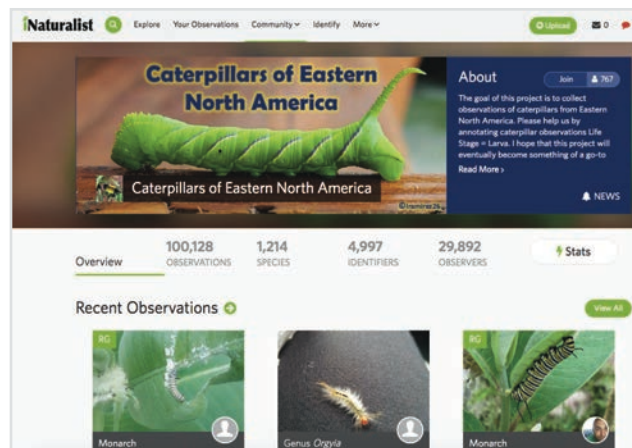 iNaturalist
Explore Your Observations Community Identify More
Upload 0
Caterpillars of Eastern
North America
Caterpillars of Eastern North America
About
Join 767
The goal of this project is to collect
observations of caterpillars from Eastern
North America. Please help us by
annotating caterpillar observations Life
Stage = Larva. I hope that this project will
eventually become something of a go-to
Read More >
NEWS
Overview
100,128
OBSERVATIONS
1,214
SPECIES
4,997
IDENTIFIERS
29,892
OBSERVERS
Stats
Recent Observations
View All
RG
Monarch
Genus Orgyia
RG
Monarch